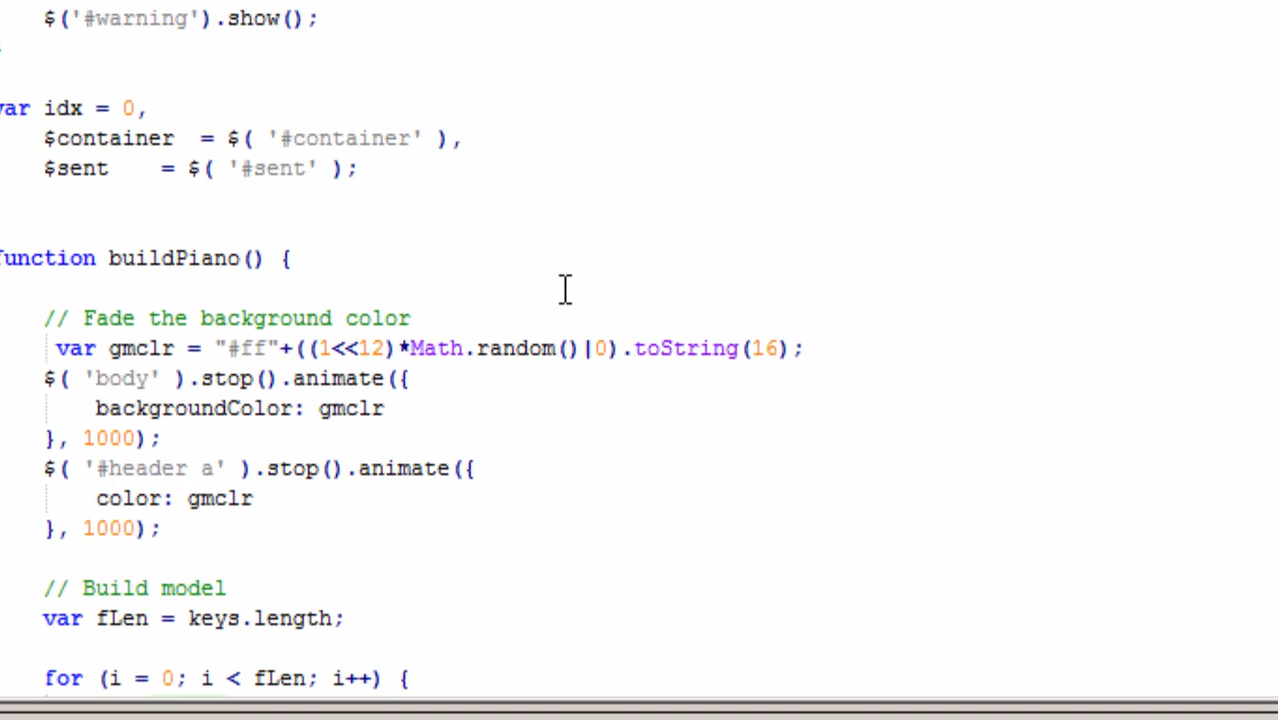 $('#warning').show();
var idx = 0,
$container  = $( '#container' ),
$sent    = $( '#sent' );
function buildPiano() {
// Fade the background color
var gmclr = "#ff"+((1<<12)*Math.random()|0).toString(16);
$( 'body' ).stop().animate({
backgroundColor: gmclr
}, 1000);
$( '#header a' ).stop().animate({
color: gmclr
}, 1000);
// Build model
var fLen = keys.length;
for (i = 0; i < fLen; i++) {